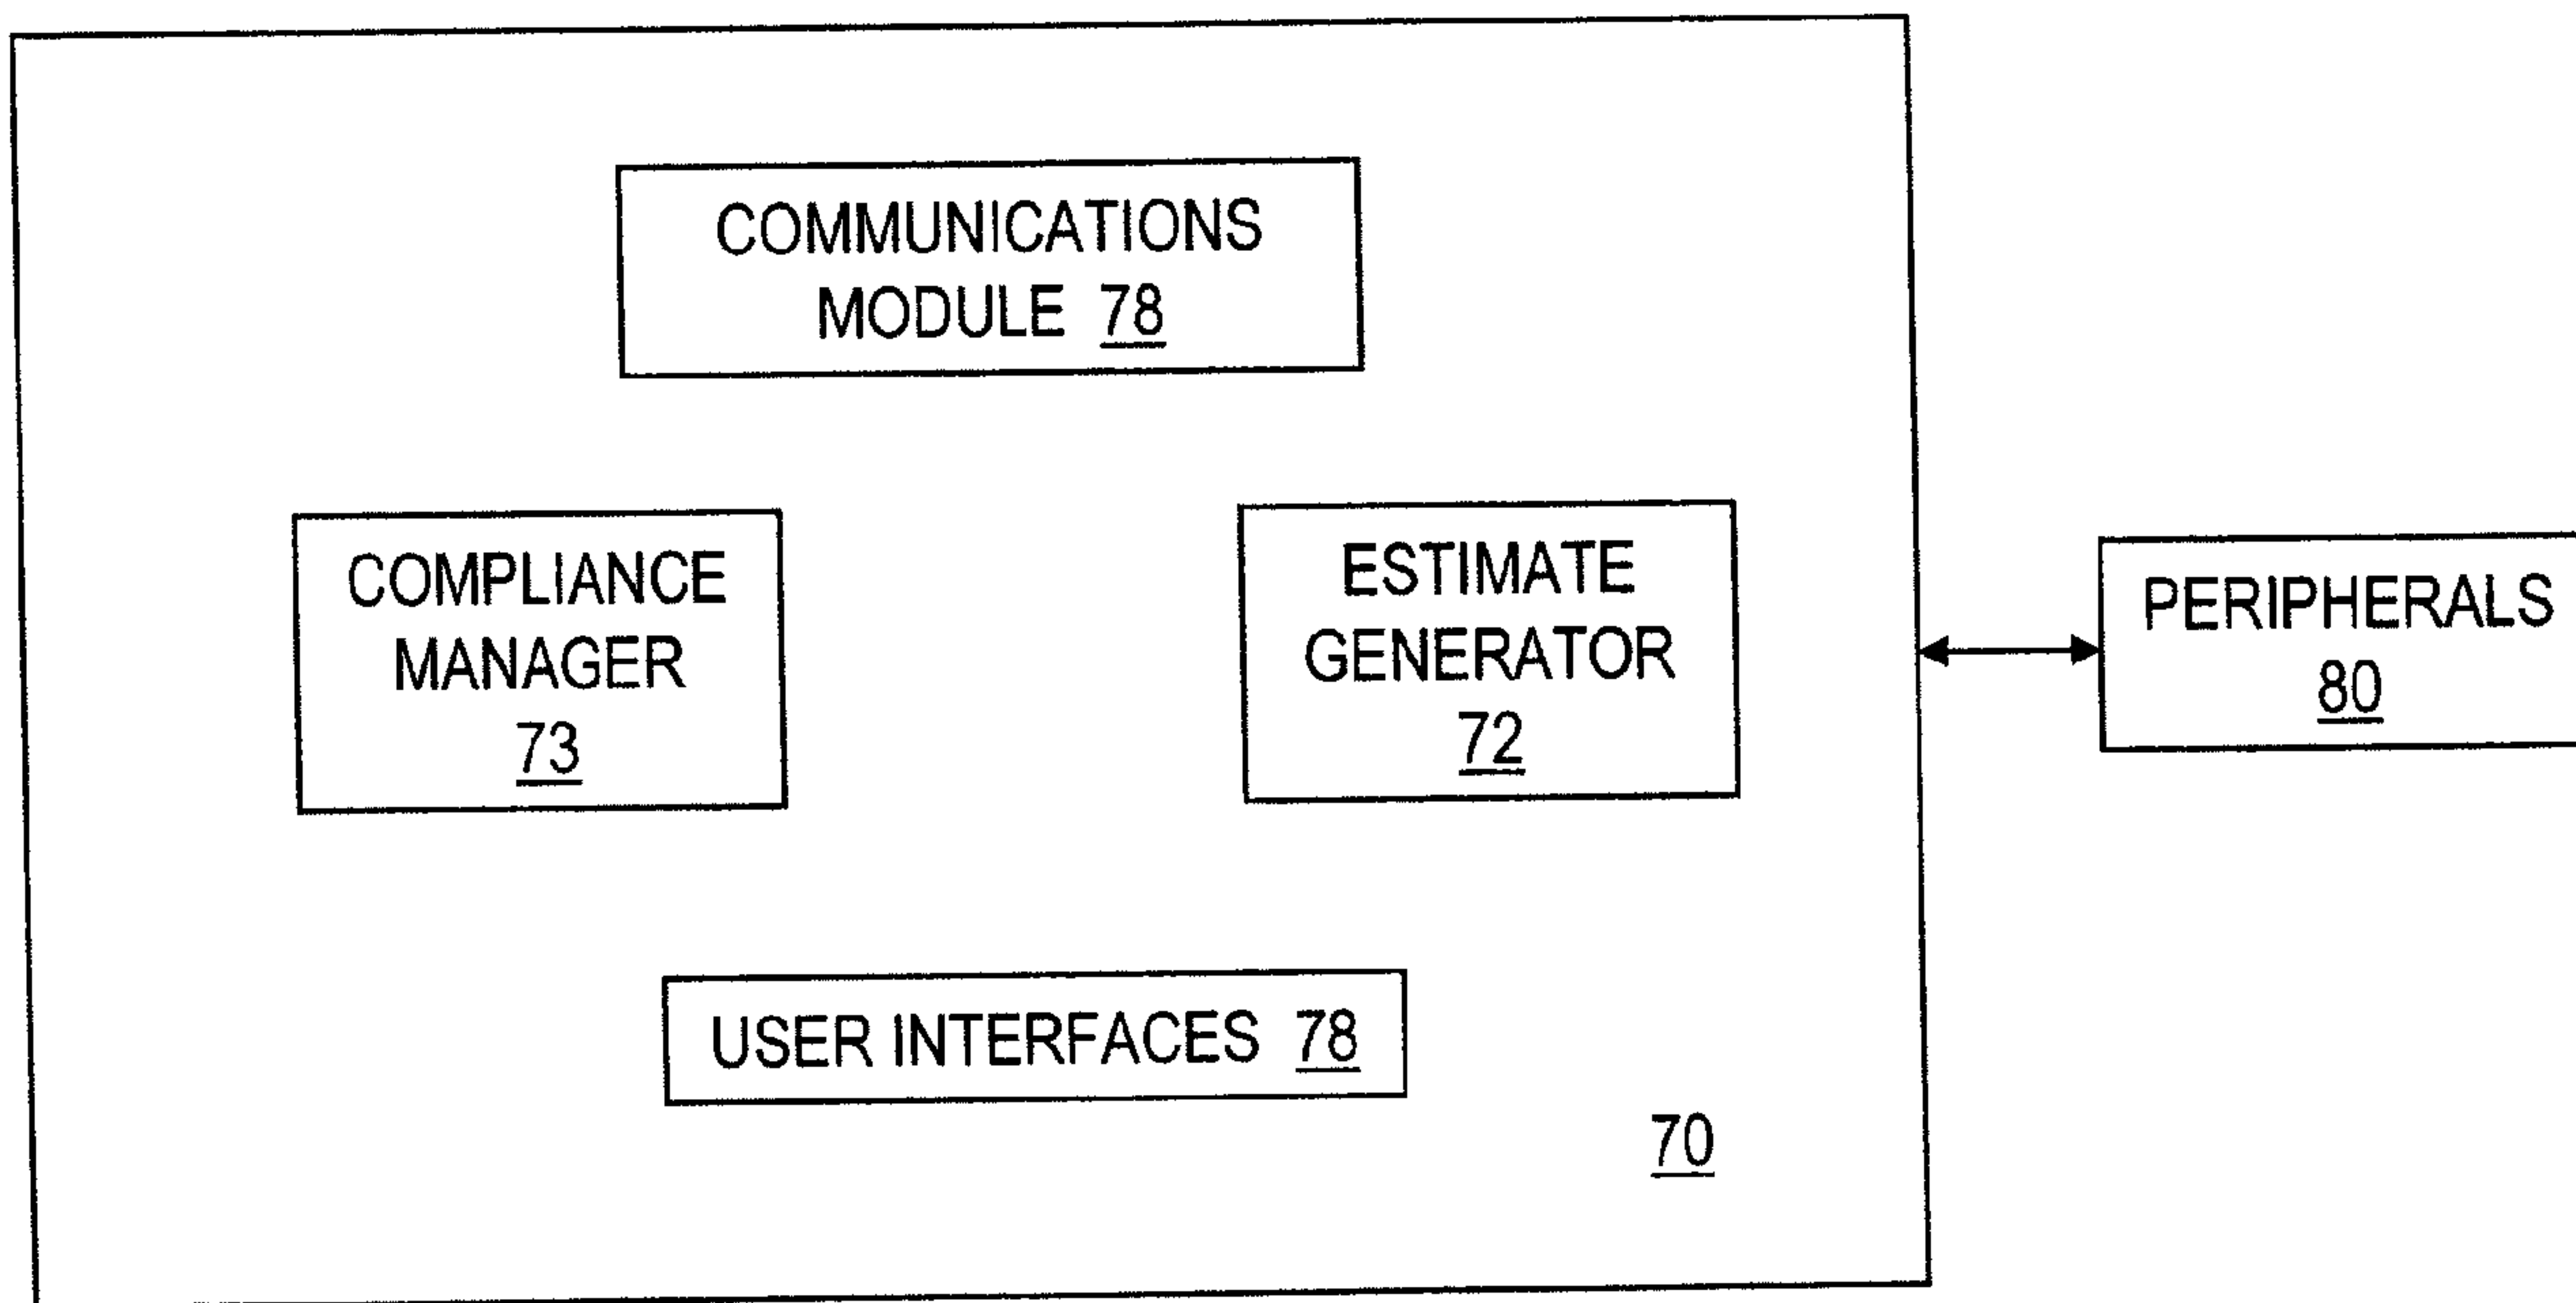 COMMUNICATIONS
MODULE 78
COMPLIANCE
MANAGER
73
ESTIMATE
GENERATOR
72
PERIPHERALS
80
USER INTERFACES 78
70